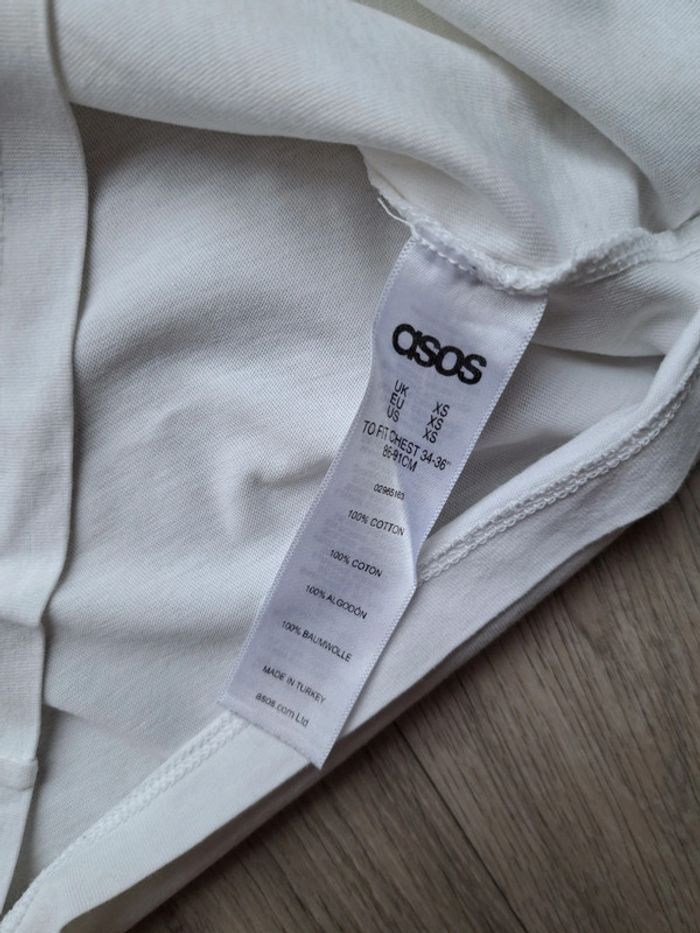 asos
UK XS
EU XS
US XS
TO FIT CHEST 34-36"
86-91CM
02965163
100% COTTON
100% COTON
100% ALGODÓN
100% BAUMWOLLE
MADE IN TURKEY
asos.com Ltd